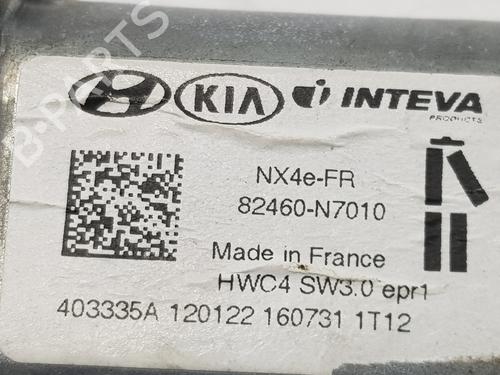 KIA INTEVA
PRODUCTS
NX4e-FR
82460-N7010
Made in France
HWC4 SW3.0 epr1
403335A 120122 160731 1T12
B-PARTS